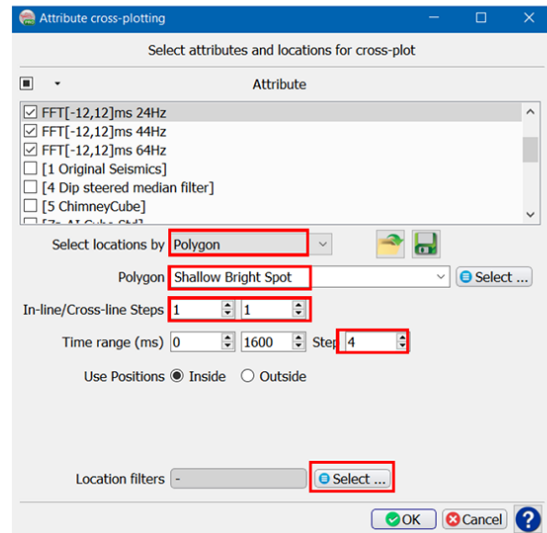 Attribute cross-plotting
Select attributes and locations for cross-plot
Attribute
FFT[-12,12]ms 24Hz
FFT[-12,12]ms 44Hz
FFT[-12,12]ms 64Hz
[1 Original Seismics]
[4 Dip steered median filter]
[5 ChimneyCube]
Select locations by Polygon
Polygon Shallow Bright Spot Select ...
In-line/Cross-line Steps 1 1
Time range (ms) 0 1600 Step 4
Use Positions Inside Outside
Location filters - Select ...
OK Cancel ?